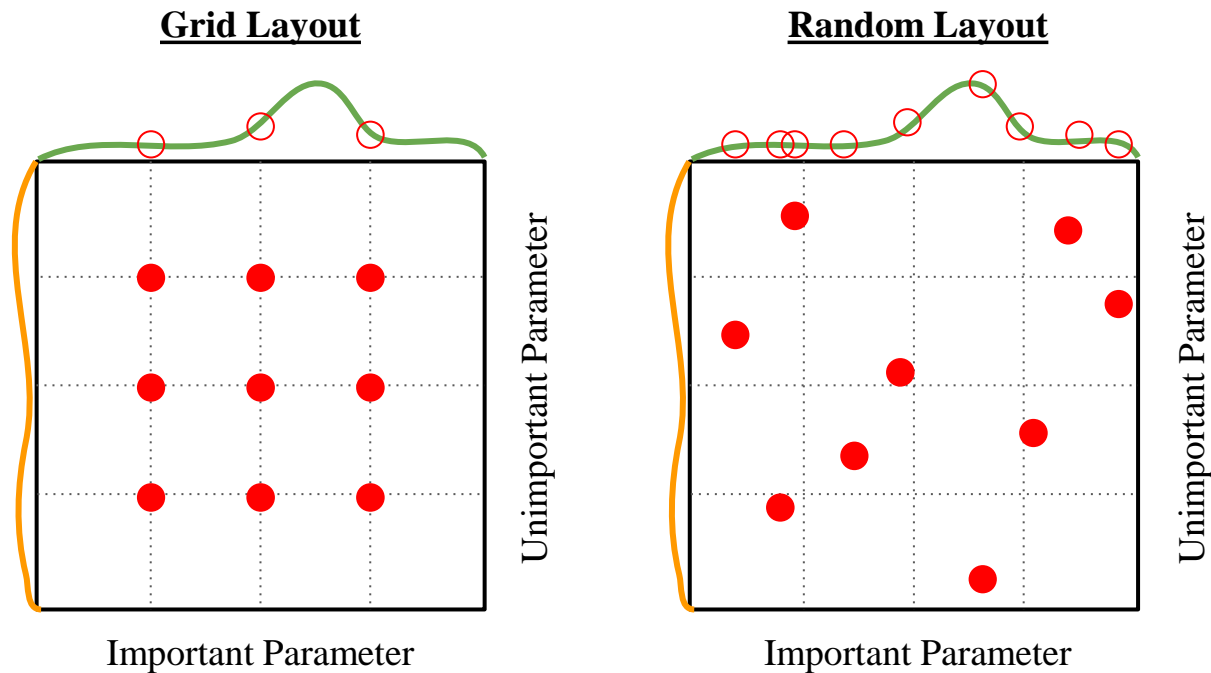 Grid Layout
Unimportant Parameter
Important Parameter
Random Layout
Unimportant Parameter
Important Parameter